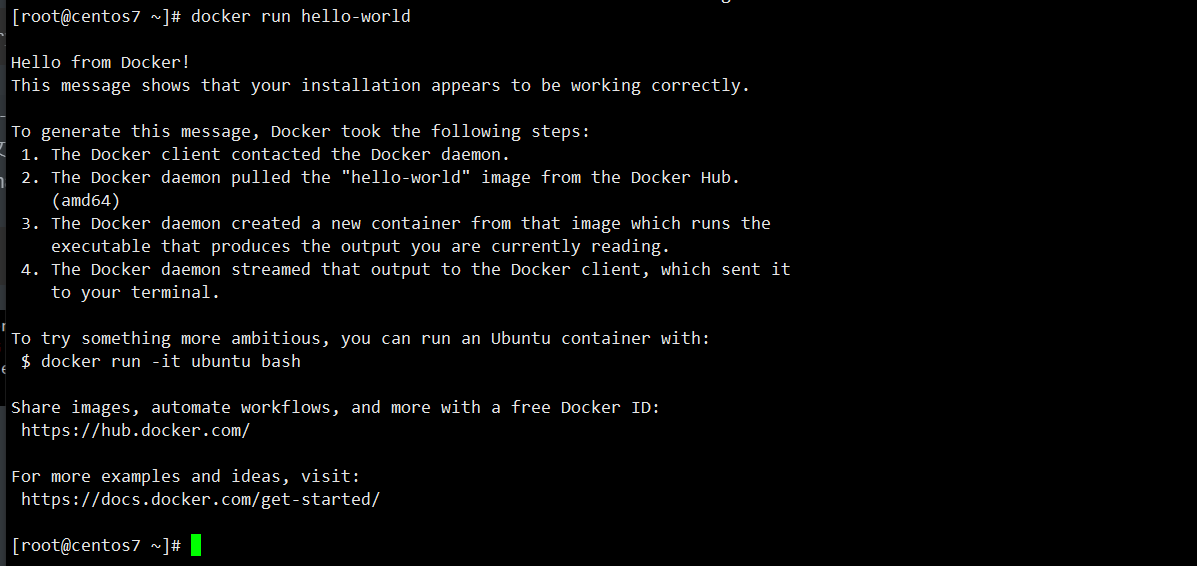 [root@centos7 ~]# docker run hello-world
Hello from Docker!
This message shows that your installation appears to be working correctly.
To generate this message, Docker took the following steps:
1. The Docker client contacted the Docker daemon.
2. The Docker daemon pulled the "hello-world" image from the Docker Hub.
(amd64)
3. The Docker daemon created a new container from that image which runs the
executable that produces the output you are currently reading.
4. The Docker daemon streamed that output to the Docker client, which sent it
to your terminal.
To try something more ambitious, you can run an Ubuntu container with:
$ docker run -it ubuntu bash
Share images, automate workflows, and more with a free Docker ID:
https://hub.docker.com/
For more examples and ideas, visit:
https://docs.docker.com/get-started/
[root@centos7 ~]#